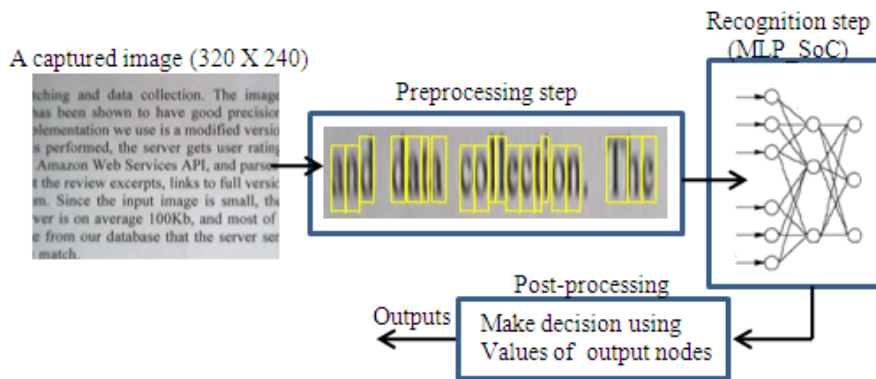 A captured image (320 X 240)
ching and data collection. The image
has been shown to have good precision
lementation we use is a modified versio
s performed, the server gets user rating
Amazon Web Services API, and parse
t the review excerpts, links to full versio
m. Since the input image is small, the
ver is on average 100Kb, and most of
e from our database that the server ser
match.
Preprocessing step
and data collection. The
Recognition step
(MLP_SoC)
Post-processing
Make decision using
Values of output nodes
Outputs